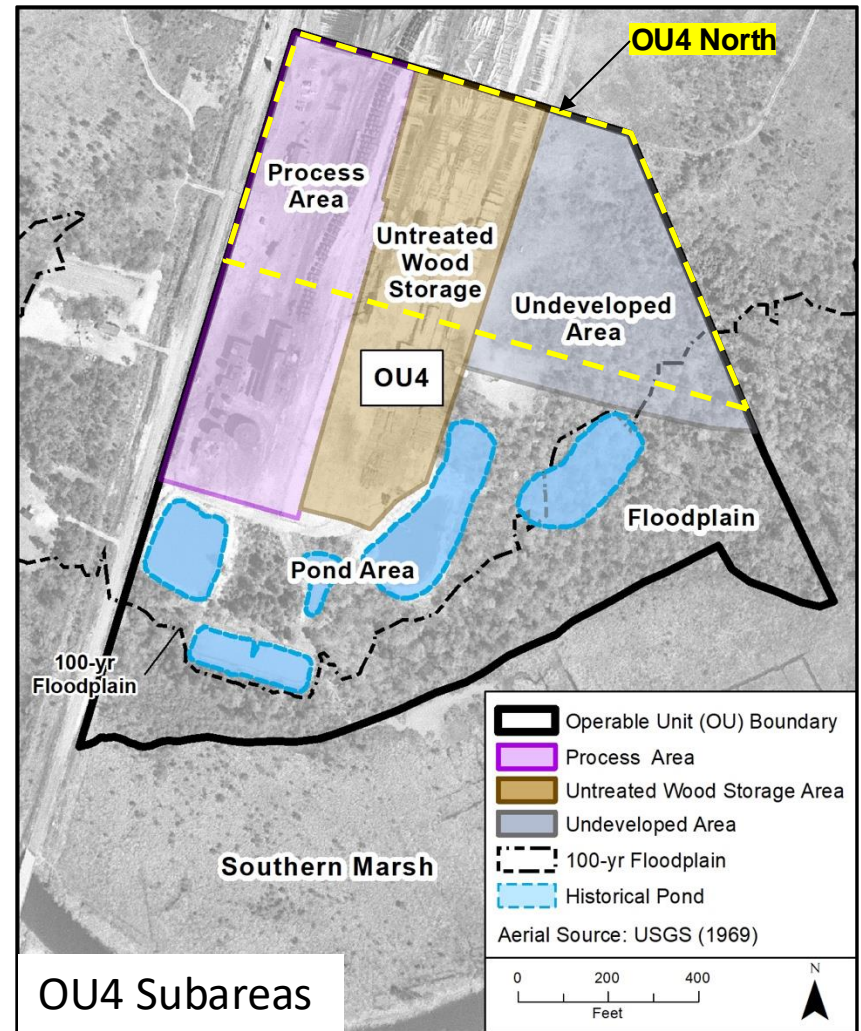 OU4 North
Process
Area
Untreated
Wood
Storage
Undeveloped
Area
OU4
Floodplain
Pond Area
100-yr
Floodplain
Southern Marsh
Operable Unit (OU) Boundary
Process Area
Untreated Wood Storage Area
Undeveloped Area
100-yr Floodplain
Historical Pond
Aerial Source: USGS (1969)
0 200 400
Feet
N
OU4 Subareas